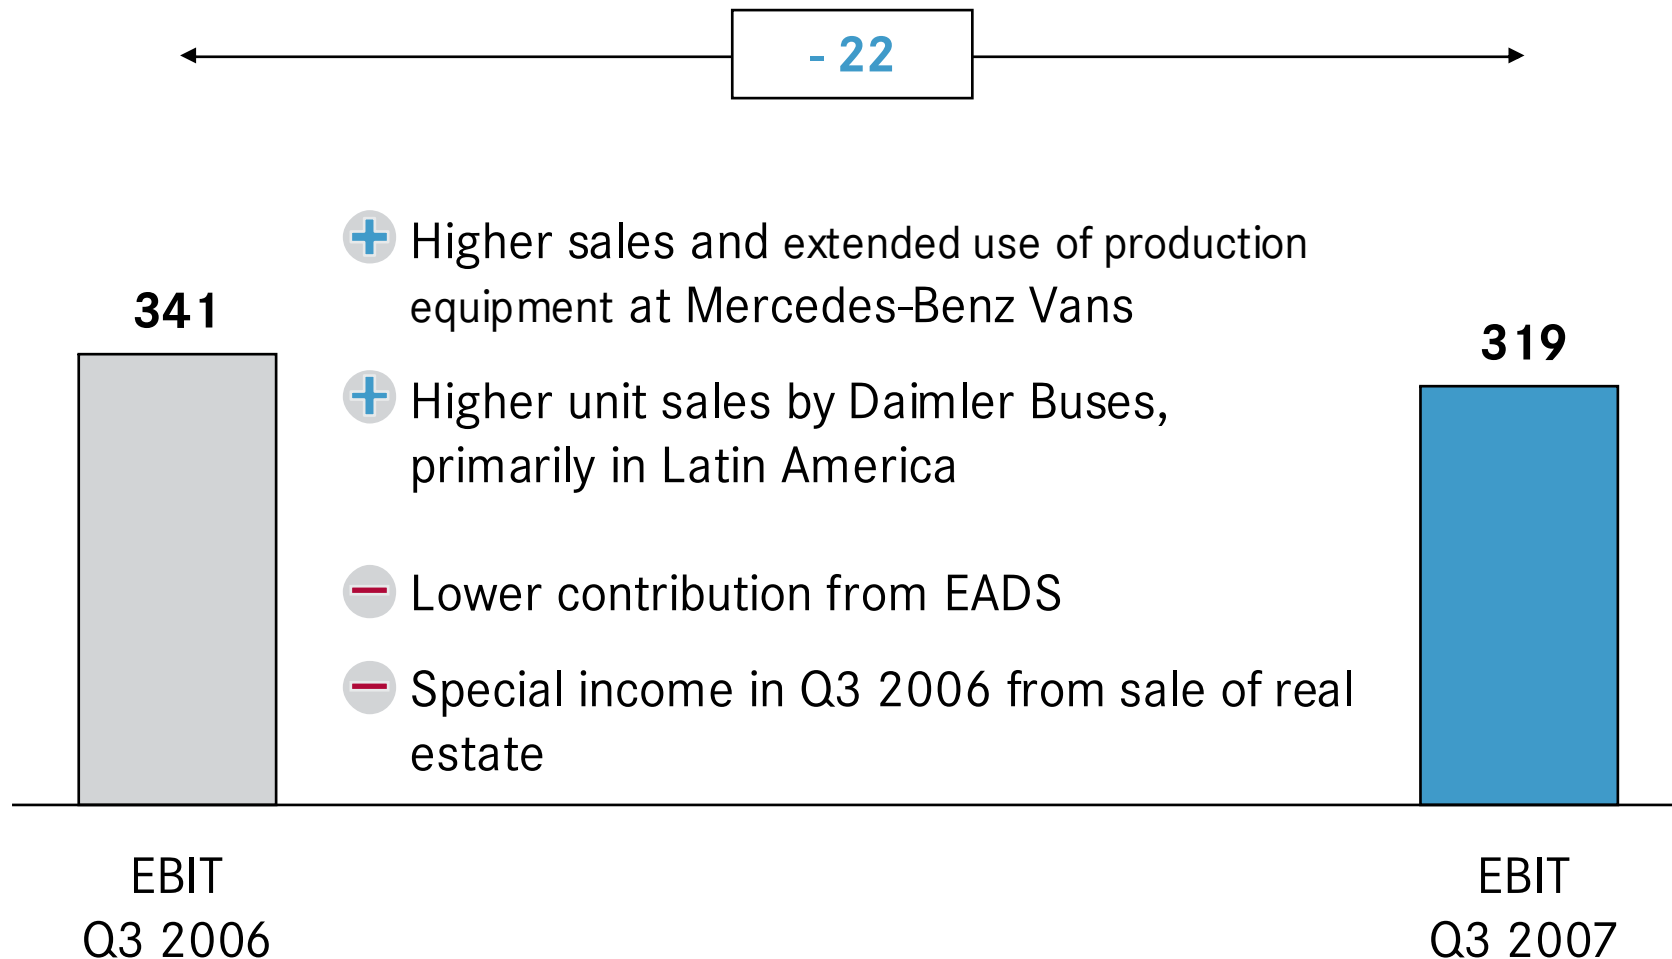 - 22
Higher sales and extended use of production
equipment at Mercedes-Benz Vans
341
319
Higher unit sales by Daimler Buses,
primarily in Latin America
Lower contribution from EADS
Special income in Q3 2006 from sale of real
estate
EBIT
Q3 2006
EBIT
Q3 2007